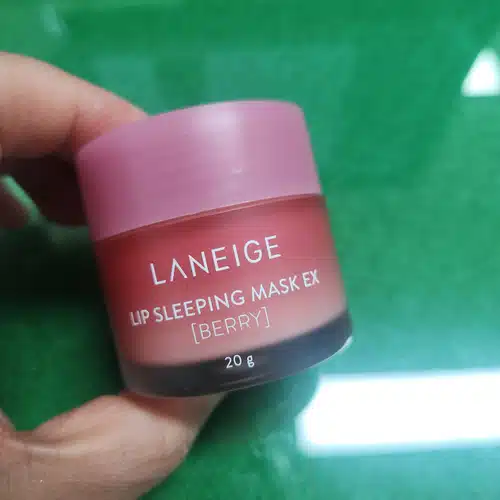 LANEIGE
LIP SLEEPING MASK EX
[BERRY]
20 g